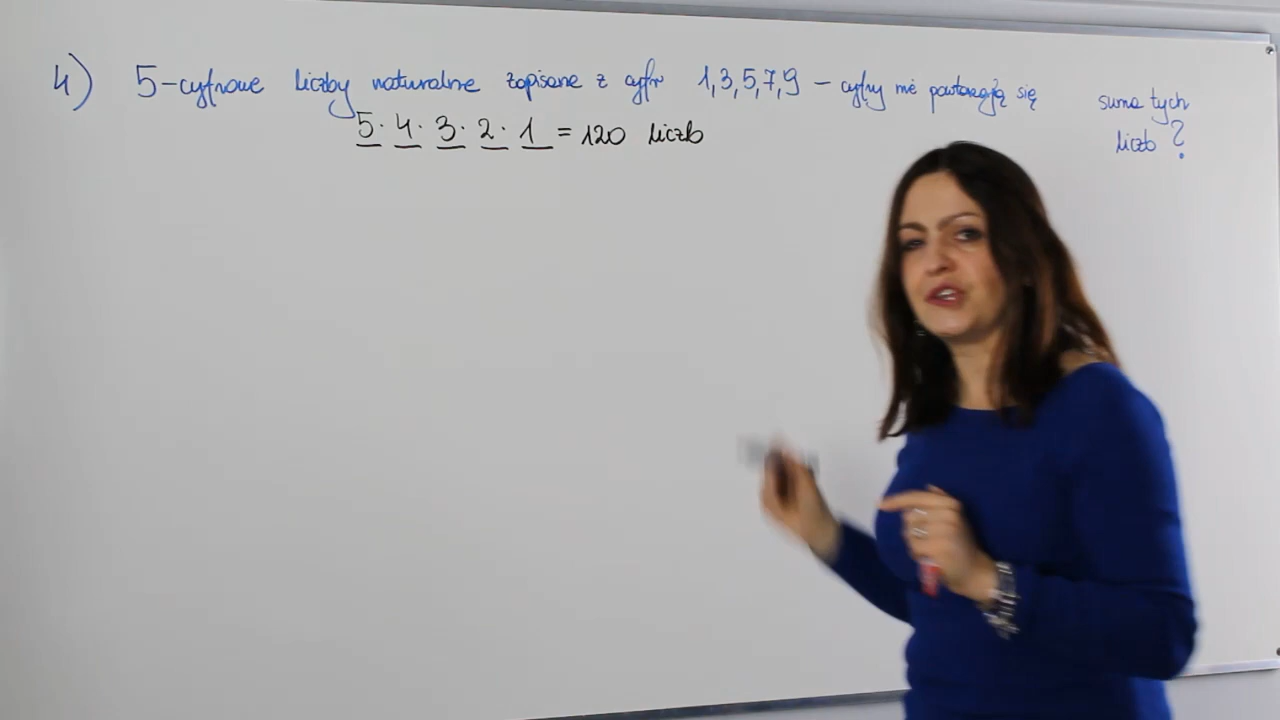 4) 5-cyfrowe liczby naturalne zapisane z cyfr 1,3,5,7,9 – cyfry nie powtarzają się
suma tych
liczb ?
5 · 4 · 3 · 2 · 1 = 120 liczb